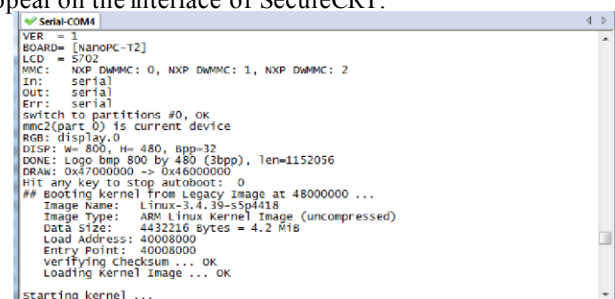 ppear on the interface of SecureCRT.
Serial-COM4
VER = 1
BOARD= [NanoPC-T2]
LCD = S702
MMC: NXP DWMMC: 0, NXP DWMMC: 1, NXP DWMMC: 2
In: serial
Out: serial
Err: serial
switch to partitions #0, OK
mmc2(part 0) is current device
RGB: display.0
DISP: W= 800, H= 480, Bpp=32
DONE: Logo bmp 800 by 480 (3bpp), len=1152056
DRAW: 0x47000000 -> 0x46000000
Hit any key to stop autoboot: 0
## Booting kernel from Legacy Image at 48000000 ...
Image Name: Linux-3.4.39-s5p4418
Image Type: ARM Linux Kernel Image (uncompressed)
Data Size: 4432216 Bytes = 4.2 MiB
Load Address: 40008000
Entry Point: 40008000
Verifying Checksum ... OK
Loading Kernel Image ... OK
Starting kernel ...